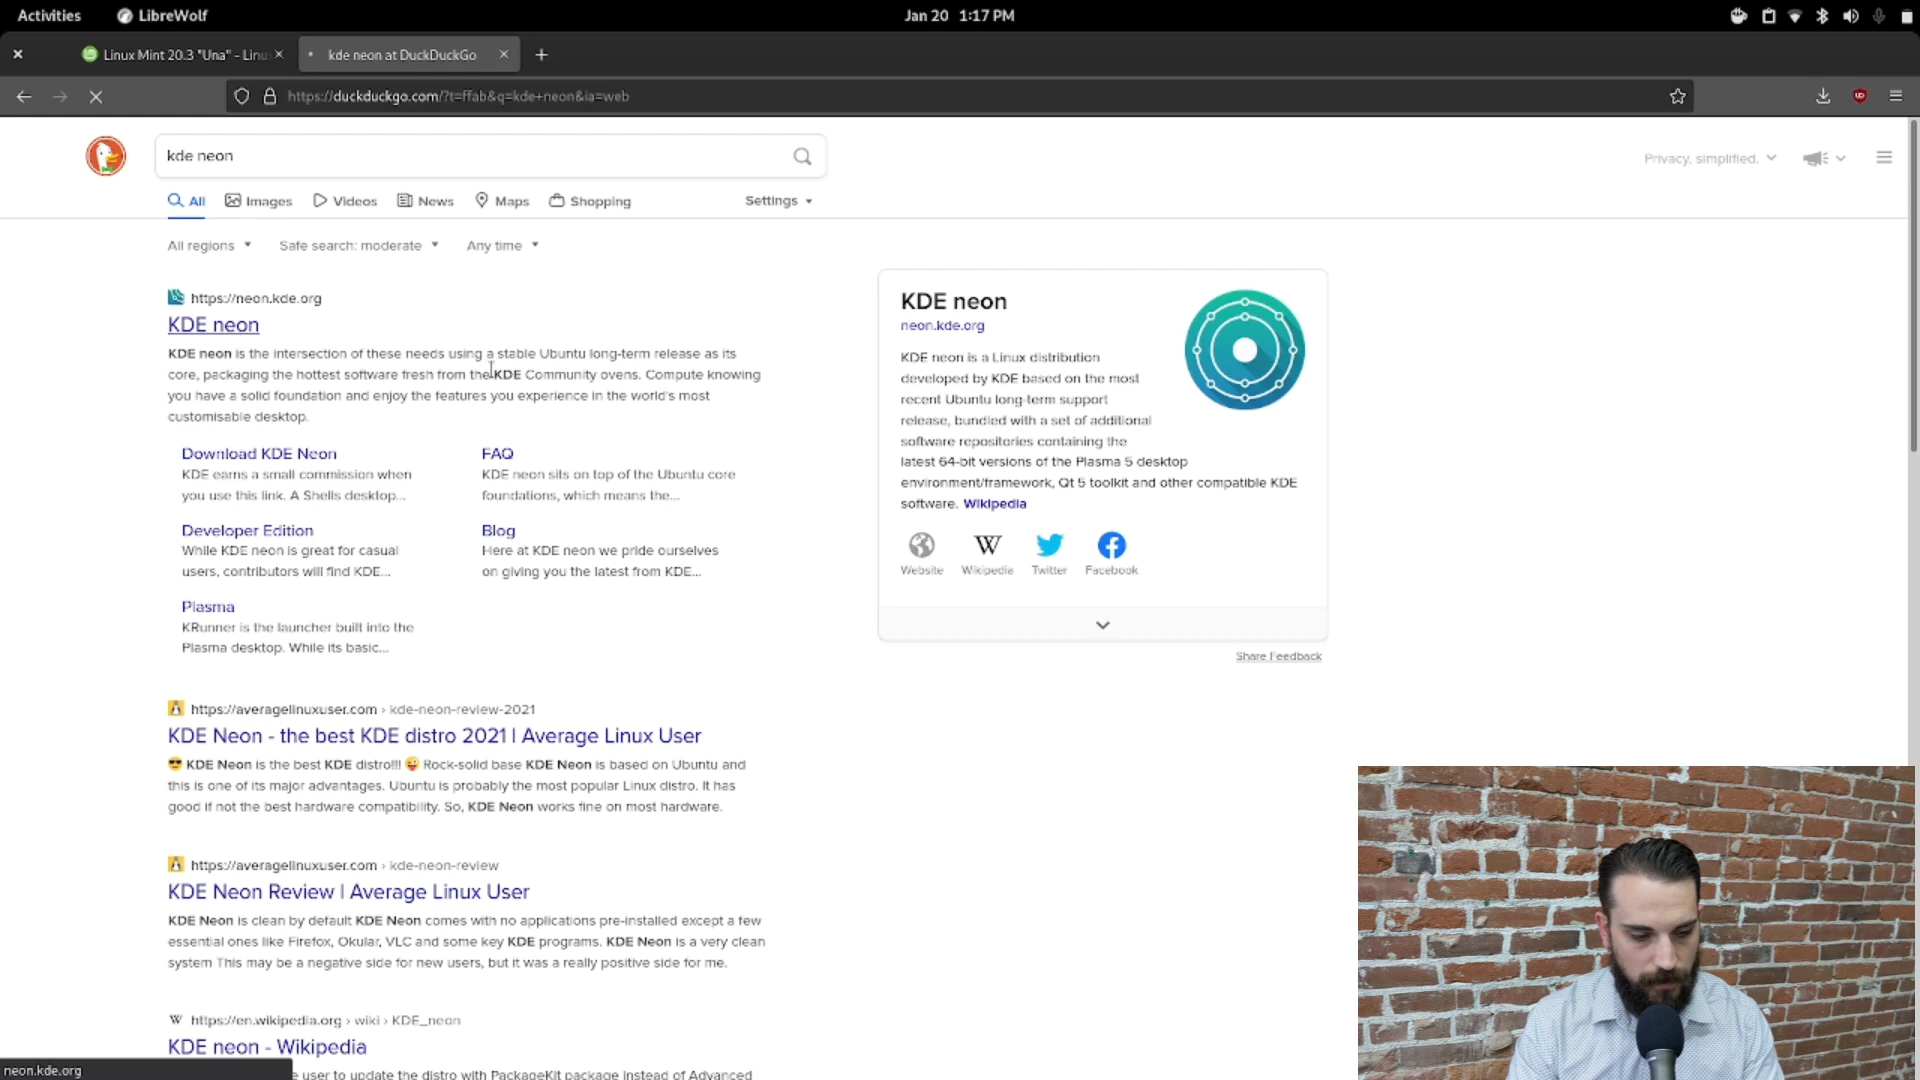 Activities LibreWolf Jan 20 1:17 PM
Linux Mint 20.3 "Una" - Linu kde neon at DuckDuckGo
https://duckduckgo.com/?t=ffab&q=kde+neon&ia=web
kde neon
Privacy, simplified.
All Images Videos News Maps Shopping Settings
All regions Safe search: moderate Any time
https://neon.kde.org
KDE neon
KDE neon is the intersection of these needs using a stable Ubuntu long-term release as its
core, packaging the hottest software fresh from the KDE Community ovens. Compute knowing
you have a solid foundation and enjoy the features you experience in the world's most
customisable desktop.
Download KDE Neon
KDE earns a small commission when
you use this link. A Shells desktop...
FAQ
KDE neon sits on top of the Ubuntu core
foundations, which means the...
Developer Edition
While KDE neon is great for casual
users, contributors will find KDE...
Blog
Here at KDE neon we pride ourselves
on giving you the latest from KDE...
Plasma
KRunner is the launcher built into the
Plasma desktop. While its basic...
https://averagelinuxuser.com › kde-neon-review-2021
KDE Neon - the best KDE distro 2021 | Average Linux User
😎 KDE Neon is the best KDE distro!!! 😜 Rock-solid base KDE Neon is based on Ubuntu and
this is one of its major advantages. Ubuntu is probably the most popular Linux distro. It has
good if not the best hardware compatibility. So, KDE Neon works fine on most hardware.
https://averagelinuxuser.com › kde-neon-review
KDE Neon Review | Average Linux User
KDE Neon is clean by default KDE Neon comes with no applications pre-installed except a few
essential ones like Firefox, Okular, VLC and some key KDE programs. KDE Neon is a very clean
system This may be a negative side for new users, but it was a really positive side for me.
W https://en.wikipedia.org › wiki › KDE_neon
KDE neon - Wikipedia
e user to update the distro with PackageKit package instead of Advanced
neon.kde.org
KDE neon
neon.kde.org
KDE neon is a Linux distribution
developed by KDE based on the most
recent Ubuntu long-term support
release, bundled with a set of additional
software repositories containing the
latest 64-bit versions of the Plasma 5 desktop
environment/framework, Qt 5 toolkit and other compatible KDE
software. Wikipedia
W
Website Wikipedia Twitter Facebook
Share Feedback